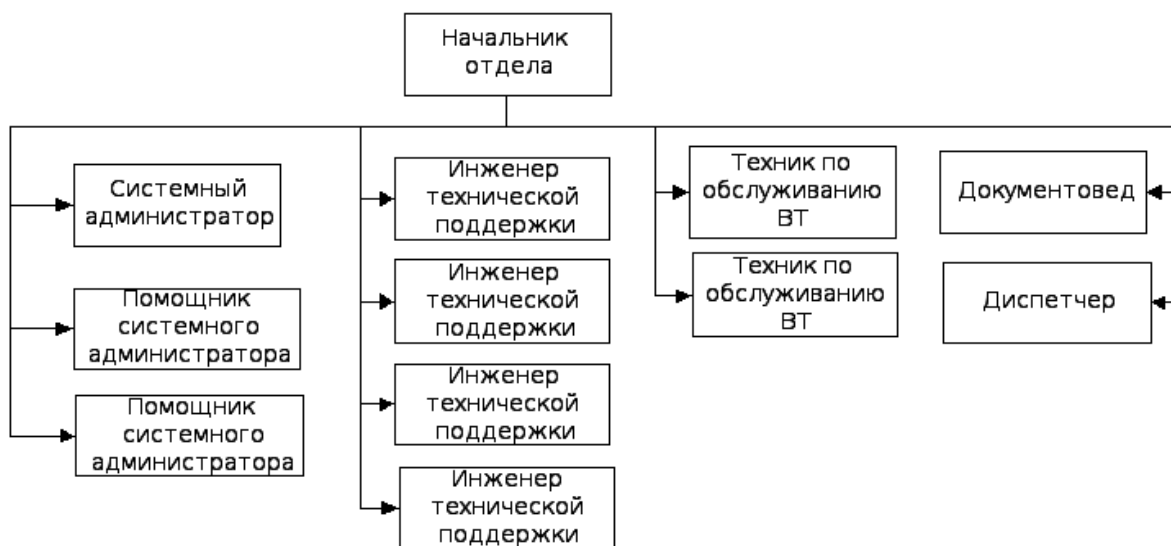 Начальник
отдела
Системный
администратор
Помощник
системного
администратора
Помощник
системного
администратора
Инженер
технической
поддержки
Инженер
технической
поддержки
Инженер
технической
поддержки
Инженер
технической
поддержки
Техник по
обслуживанию
ВТ
Техник по
обслуживанию
ВТ
Документовед
Диспетчер